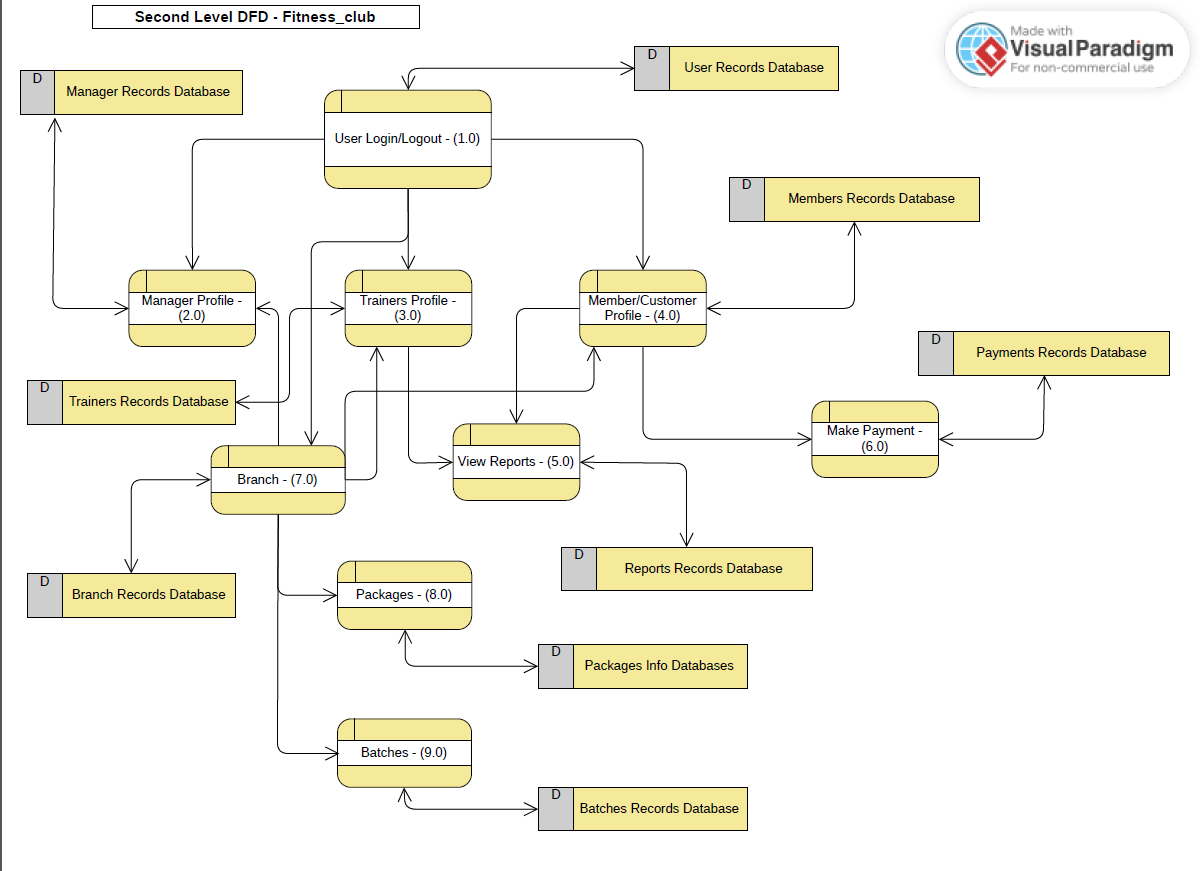 Second Level DFD - Fitness_club
Made with
VisualParadigm
For non-commercial use
D
User Records Database
D
Manager Records Database
User Login/Logout - (1.0)
D
Members Records Database
Manager Profile -
(2.0)
Trainers Profile -
(3.0)
Member/Customer
Profile - (4.0)
D
Payments Records Database
D
Trainers Records Database
Make Payment -
(6.0)
View Reports - (5.0)
Branch - (7.0)
D
Reports Records Database
D
Branch Records Database
Packages - (8.0)
D
Packages Info Databases
Batches - (9.0)
D
Batches Records Database